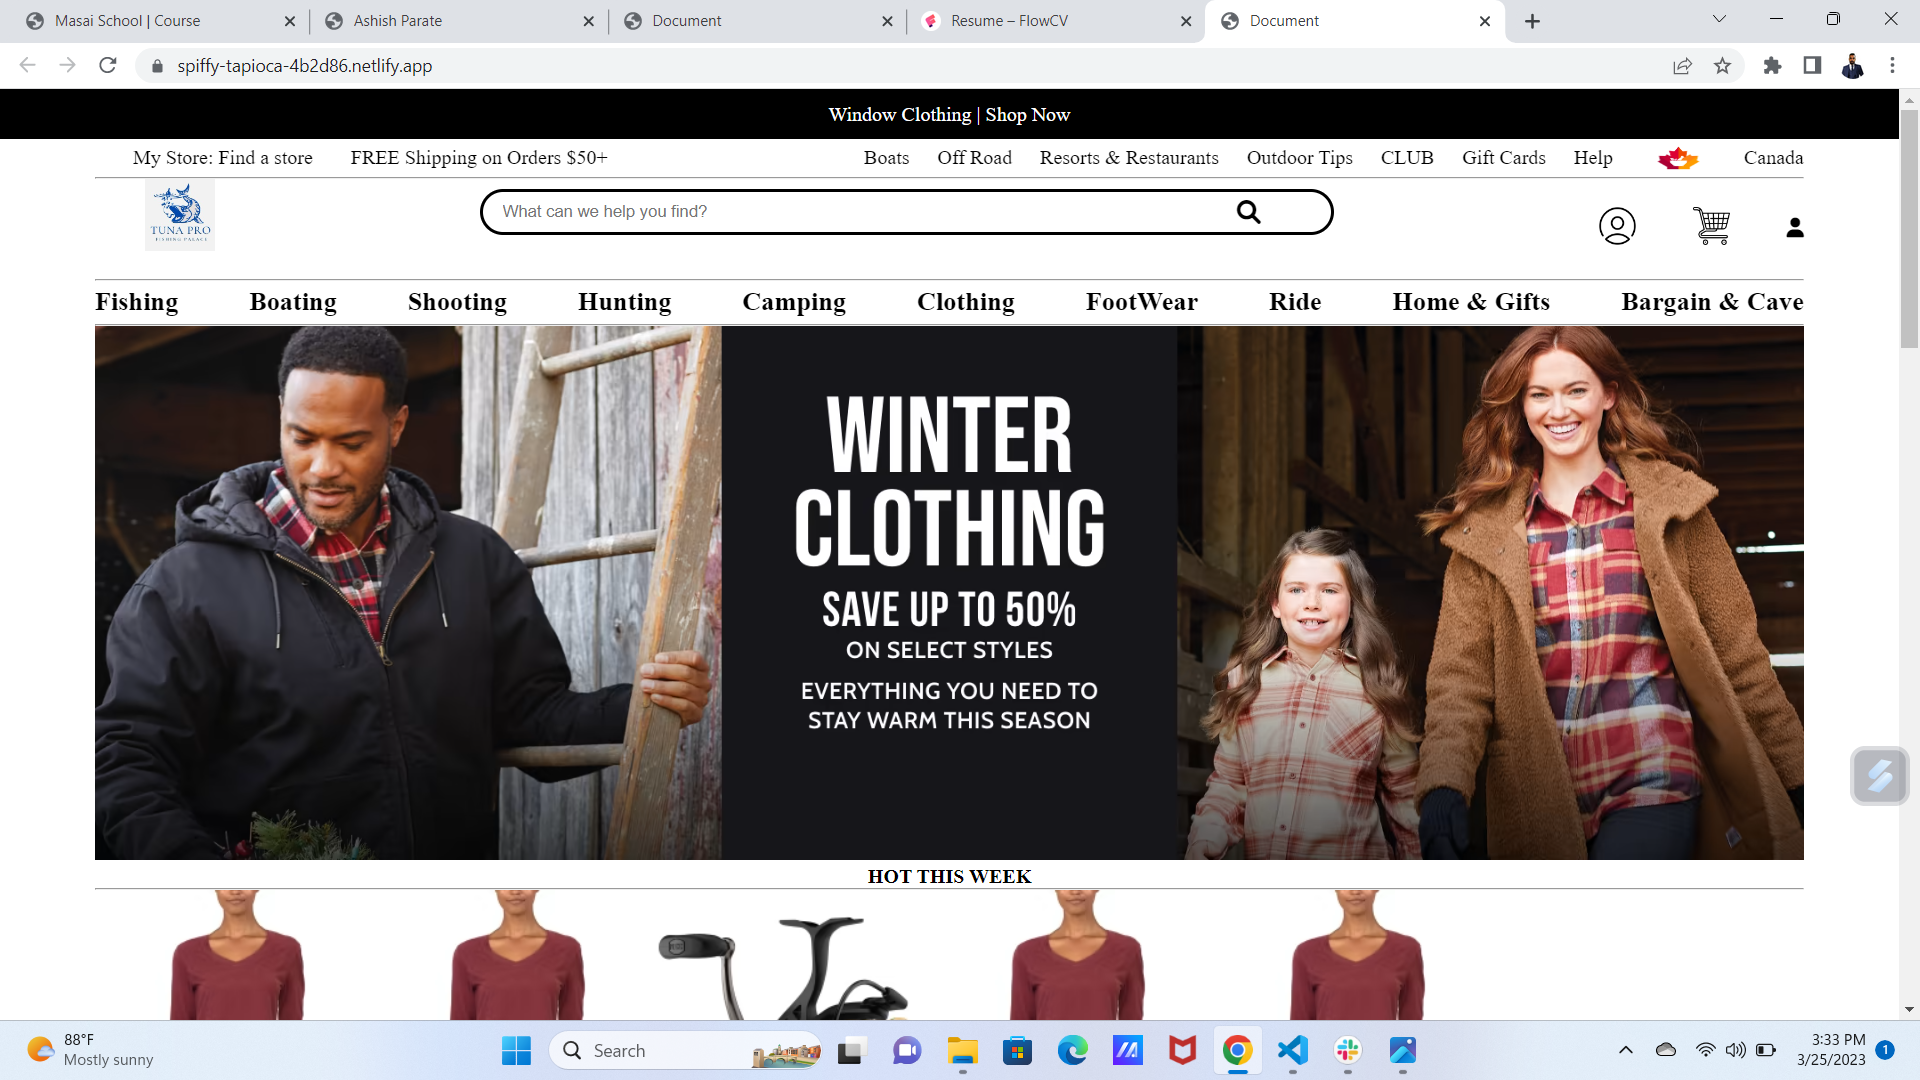 Masai School | Course
Ashish Parate
Document
Resume – FlowCV
Document
spiffy-tapioca-4b2d86.netlify.app
Window Clothing | Shop Now
My Store: Find a store FREE Shipping on Orders $50+ Boats Off Road Resorts & Restaurants Outdoor Tips CLUB Gift Cards Help Canada
TUNA PRO
FISHING PALACE
What can we help you find?
Fishing Boating Shooting Hunting Camping Clothing FootWear Ride Home & Gifts Bargain & Cave
WINTER
CLOTHING
SAVE UP TO 50%
ON SELECT STYLES
EVERYTHING YOU NEED TO
STAY WARM THIS SEASON
HOT THIS WEEK
88°F
Mostly sunny
Search
3:33 PM
3/25/2023
1